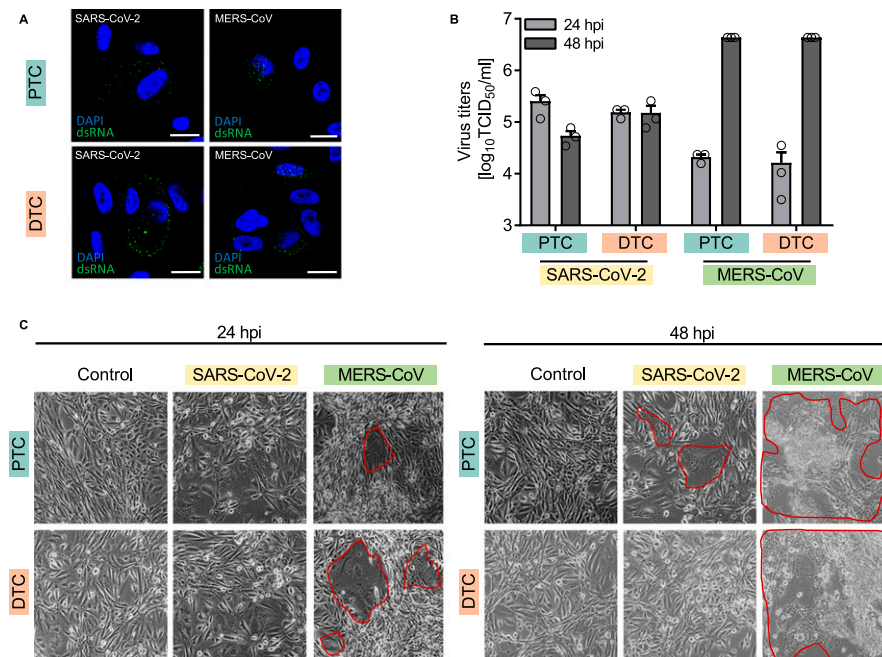 A
SARS-CoV-2
MERS-CoV
PTC
DAPI
dsRNA
DAPI
dsRNA
SARS-CoV-2
MERS-CoV
DTC
DAPI
dsRNA
DAPI
dsRNA
B
24 hpi
48 hpi
Virus titers
[log10TCID50/ml]
7
6
5
4
3
PTC
DTC
PTC
DTC
SARS-CoV-2
MERS-CoV
C
24 hpi
48 hpi
Control
SARS-CoV-2
MERS-CoV
Control
SARS-CoV-2
MERS-CoV
PTC
PTC
DTC
DTC